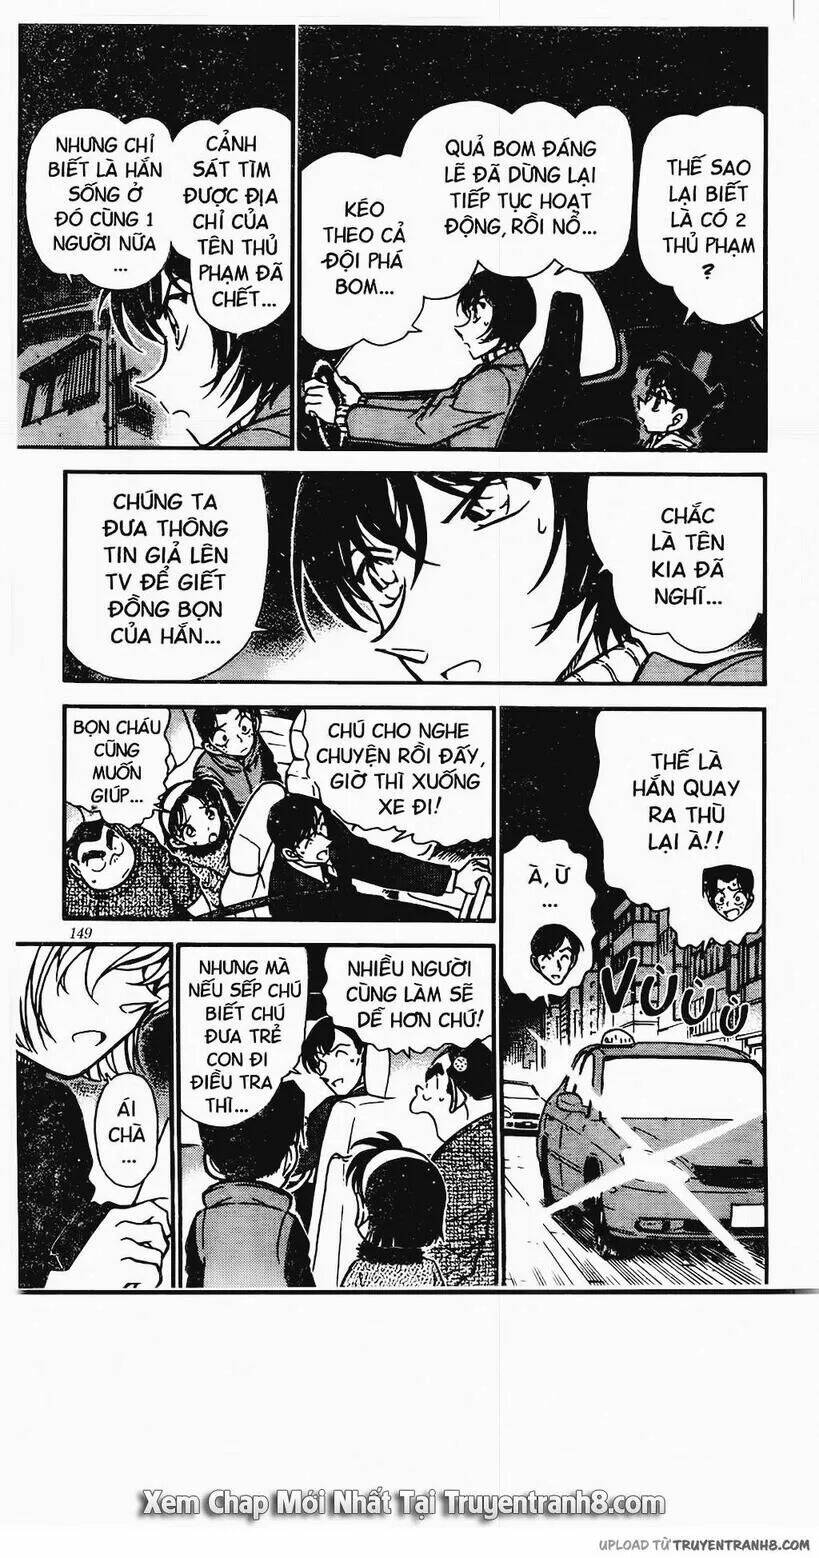 THẾ SAO
LẠI BIẾT
LÀ CÓ 2
THỦ PHẠM
?
QUẢ BOM ĐÁNG
LẼ ĐÃ DỪNG LẠI
TIẾP TỤC HOẠT
ĐỘNG, RỒI NỔ...
KÉO
THEO CẢ
ĐỘI PHÁ
BOM...
CẢNH
SÁT TÌM
ĐƯỢC ĐỊA
CHỈ CỦA
TÊN THỦ
PHẠM ĐÃ
CHẾT...
NHƯNG CHỈ
BIẾT LÀ HẮN
SỐNG Ở
ĐÓ CÙNG 1
NGƯỜI NỮA
...
CHẮC
LÀ TÊN
KIA ĐÃ
NGHĨ...
CHÚNG TA
ĐƯA THÔNG
TIN GIẢ LÊN
TV ĐỂ GIẾT
ĐỒNG BỌN
CỦA HẮN...
THẾ LÀ
HẮN QUAY
RA THÙ
LẠI À!!
À, Ừ
...
VÙÙÙ
CHÚ CHO NGHE
CHUYỆN RỒI ĐẤY,
GIỜ THÌ XUỐNG
XE ĐI!
BỌN CHÁU
CŨNG
MUỐN
GIÚP...
149
NHIỀU NGƯỜI
CÙNG LÀM SẼ
DỄ HƠN CHỨ!
NHƯNG MÀ
NẾU SẾP CHÚ
BIẾT CHÚ
ĐƯA TRẺ
CON ĐI
ĐIỀU TRA
THÌ...
ÁI
CHÀ
...
Xem Chap Mới Nhất Tại Truyentranh8.com
UPLOAD TỪ TRUYENTRANH8.COM